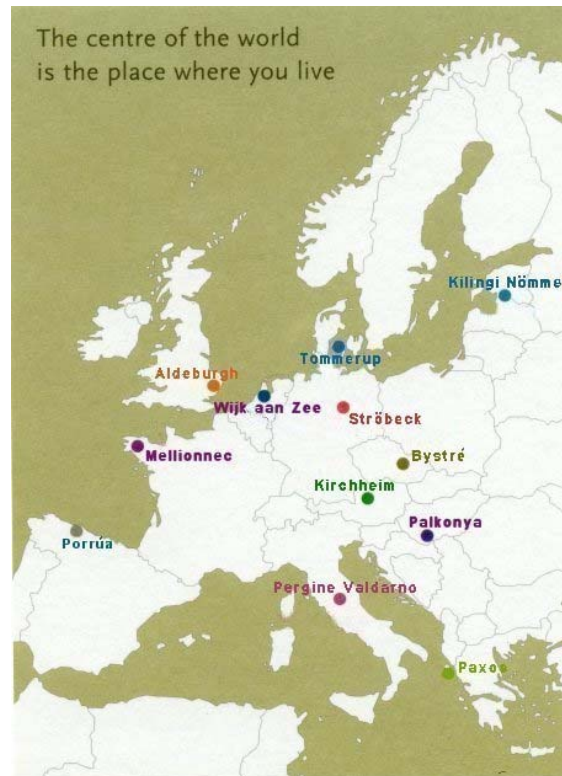 The centre of the world
is the place where you live
Kilingi Nömme
Tommerup
Aldeburgh
Wijk aan Zee
Ströbeck
Mellionnec
Bystré
Kirchheim
Palkonya
Porrúa
Pergine Valdarno
Paxos